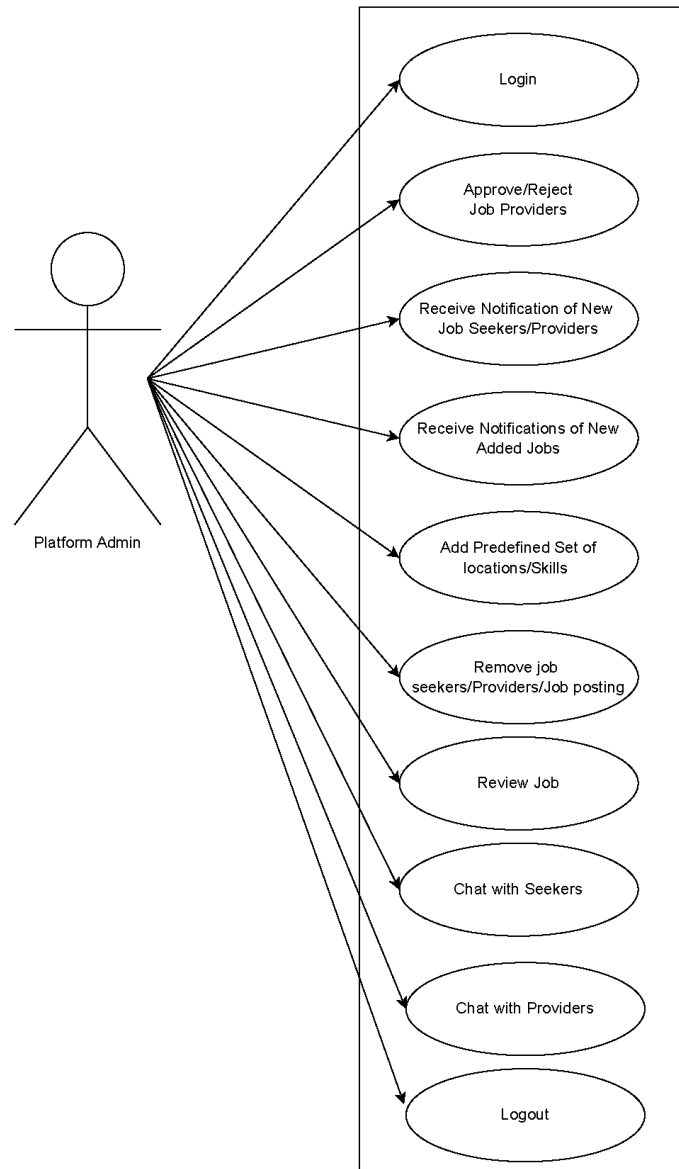 Login
Approve/Reject
Job Providers
Receive Notification of New
Job Seekers/Providers
Receive Notifications of New
Added Jobs
Platform Admin
Add Predefined Set of
locations/Skills
Remove job
seekers/Providers/Job posting
Review Job
Chat with Seekers
Chat with Providers
Logout